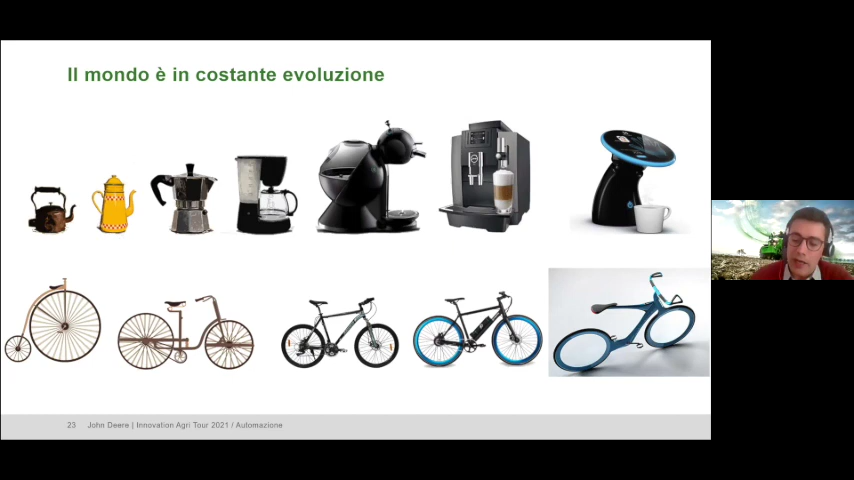 Il mondo è in costante evoluzione
23 John Deere | Innovation Agri Tour 2021 / Automazione